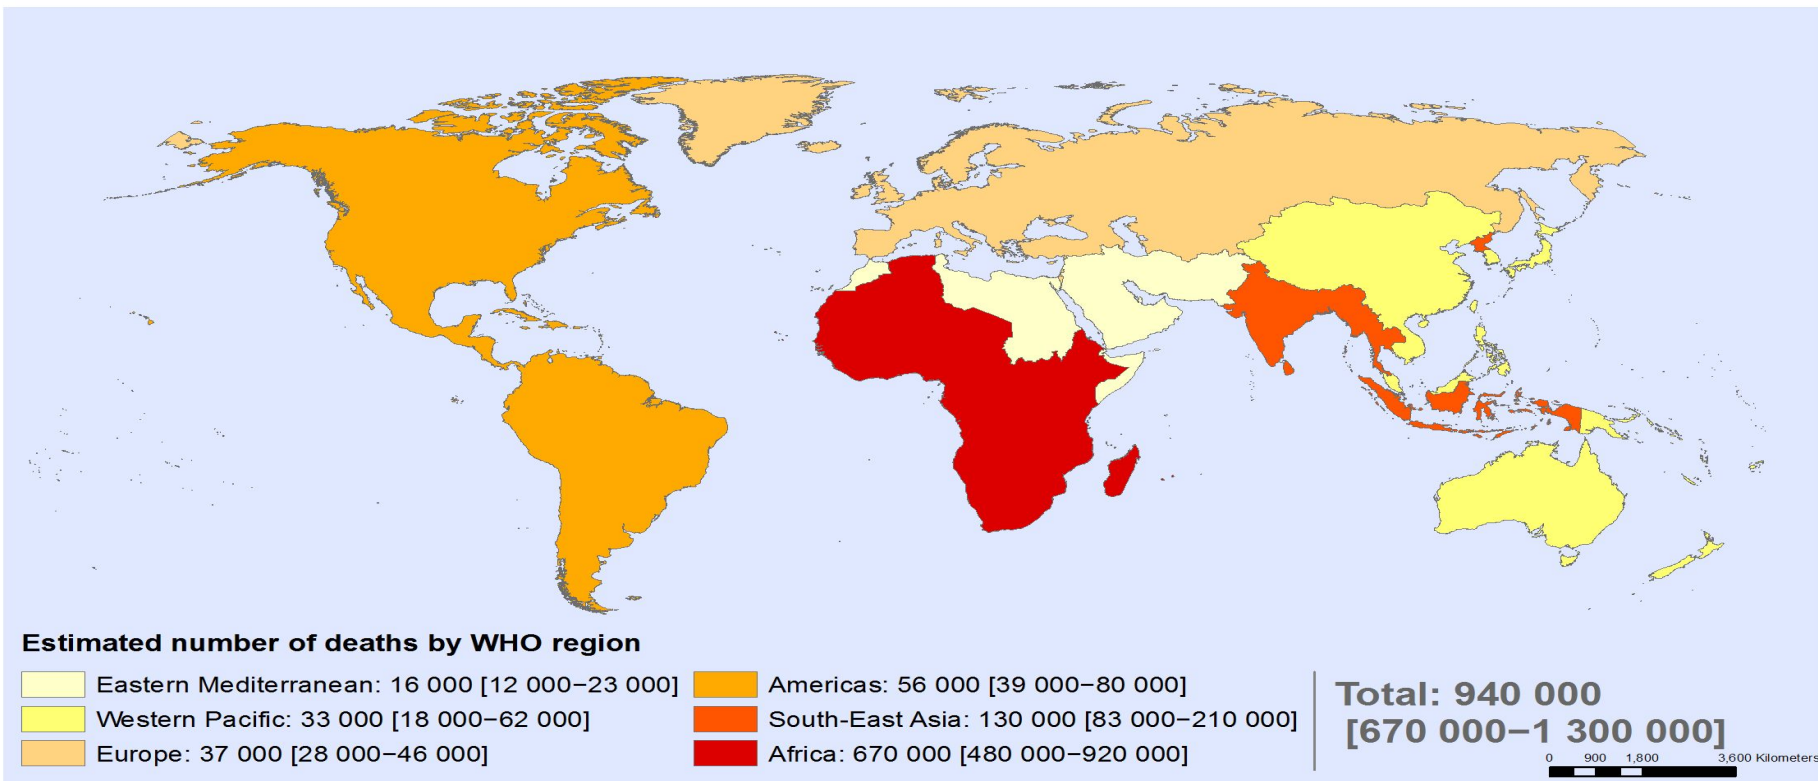 Estimated number of deaths by WHO region
Eastern Mediterranean: 16 000 [12 000–23 000]
Western Pacific: 33 000 [18 000–62 000]
Europe: 37 000 [28 000–46 000]
Americas: 56 000 [39 000–80 000]
South-East Asia: 130 000 [83 000–210 000]
Africa: 670 000 [480 000–920 000]
Total: 940 000
[670 000–1 300 000]
0 900 1,800 3,600 Kilometers